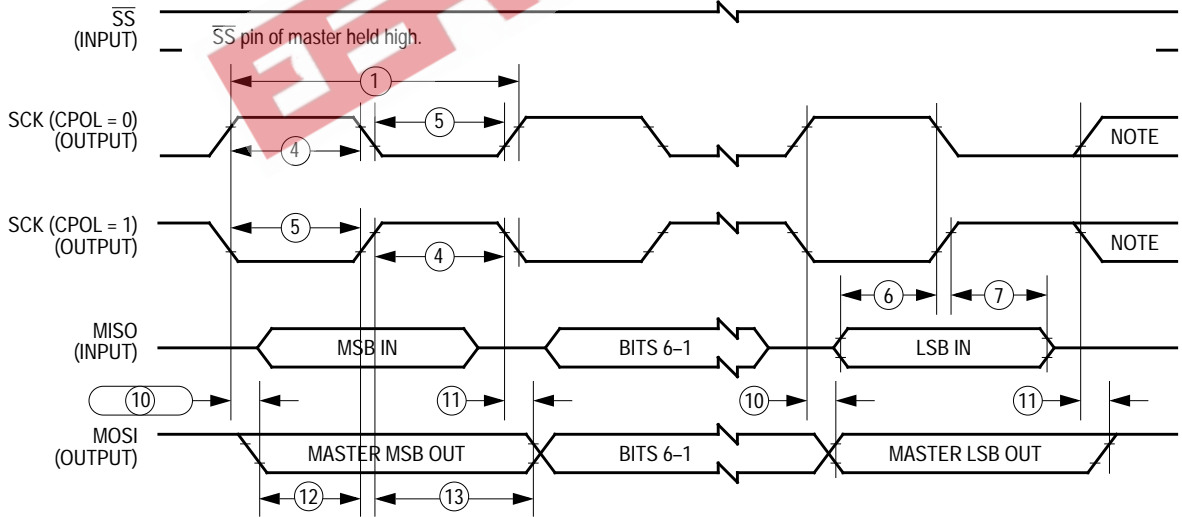 SS
(INPUT)
SS pin of master held high.
1
SCK (CPOL = 0)
(OUTPUT)
5
4
NOTE
SCK (CPOL = 1)
(OUTPUT)
5
4
NOTE
6
7
MISO
(INPUT)
MSB IN
BITS 6–1
LSB IN
10
11
10
11
MOSI
(OUTPUT)
MASTER MSB OUT
BITS 6–1
MASTER LSB OUT
12
13